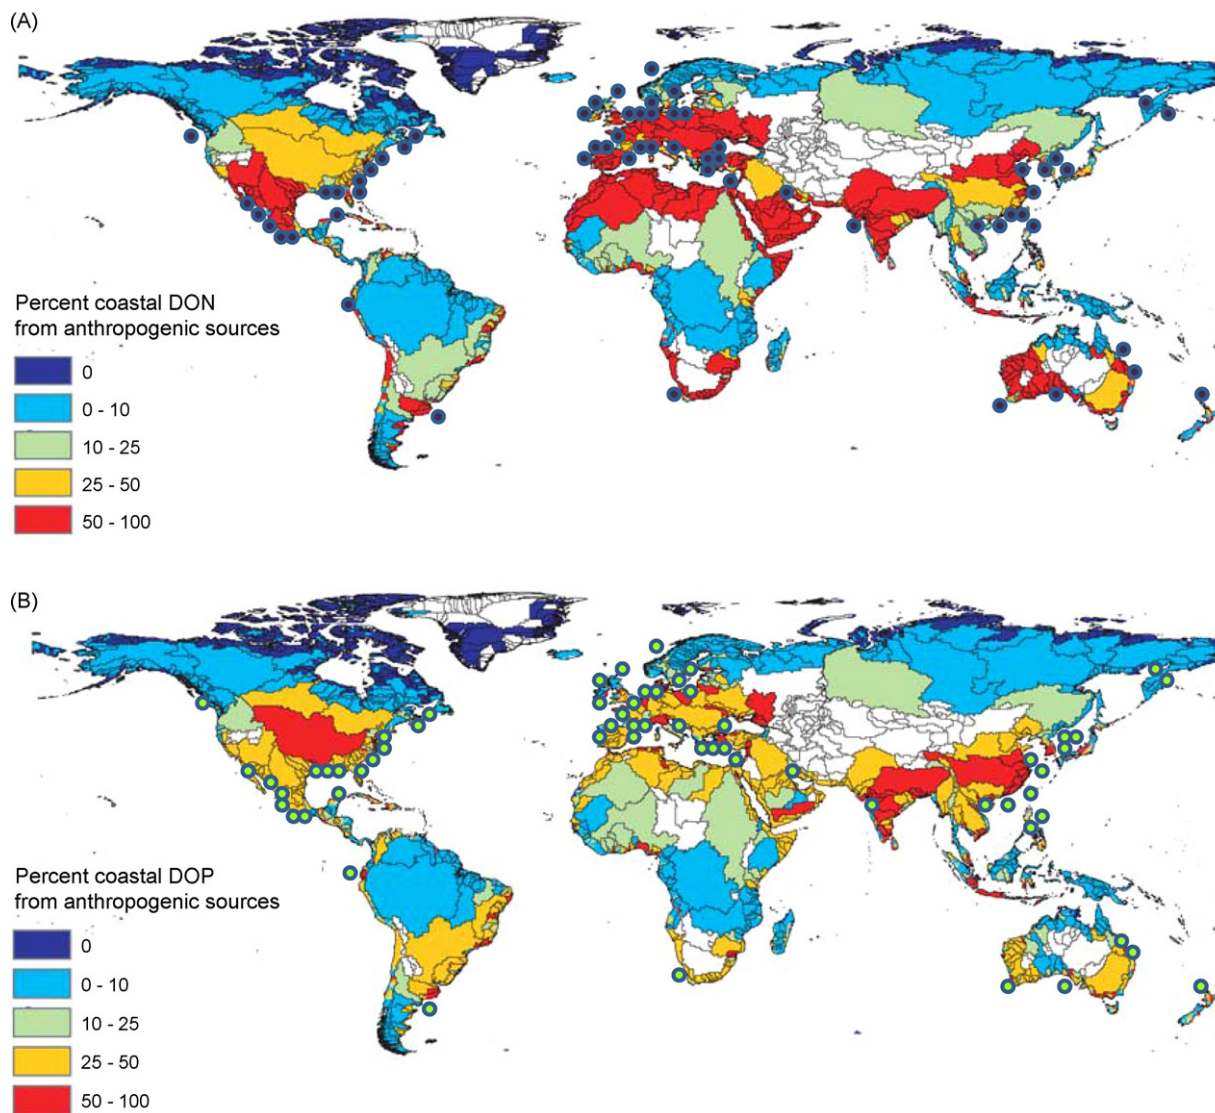 (A)
Percent coastal DON
from anthropogenic sources
0
0 - 10
10 - 25
25 - 50
50 - 100
(B)
Percent coastal DOP
from anthropogenic sources
0
0 - 10
10 - 25
25 - 50
50 - 100